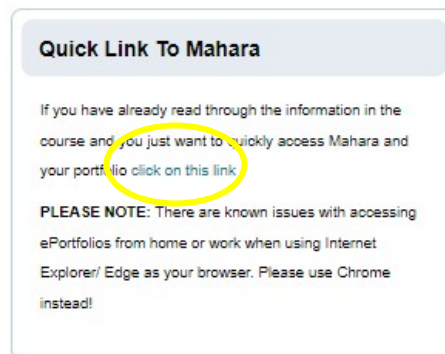 Quick Link To Mahara
If you have already read through the information in the
course and you just want to quickly access Mahara and
your portfolio click on this link
PLEASE NOTE: There are known issues with accessing
ePortfolios from home or work when using Internet
Explorer/ Edge as your browser. Please use Chrome
instead!